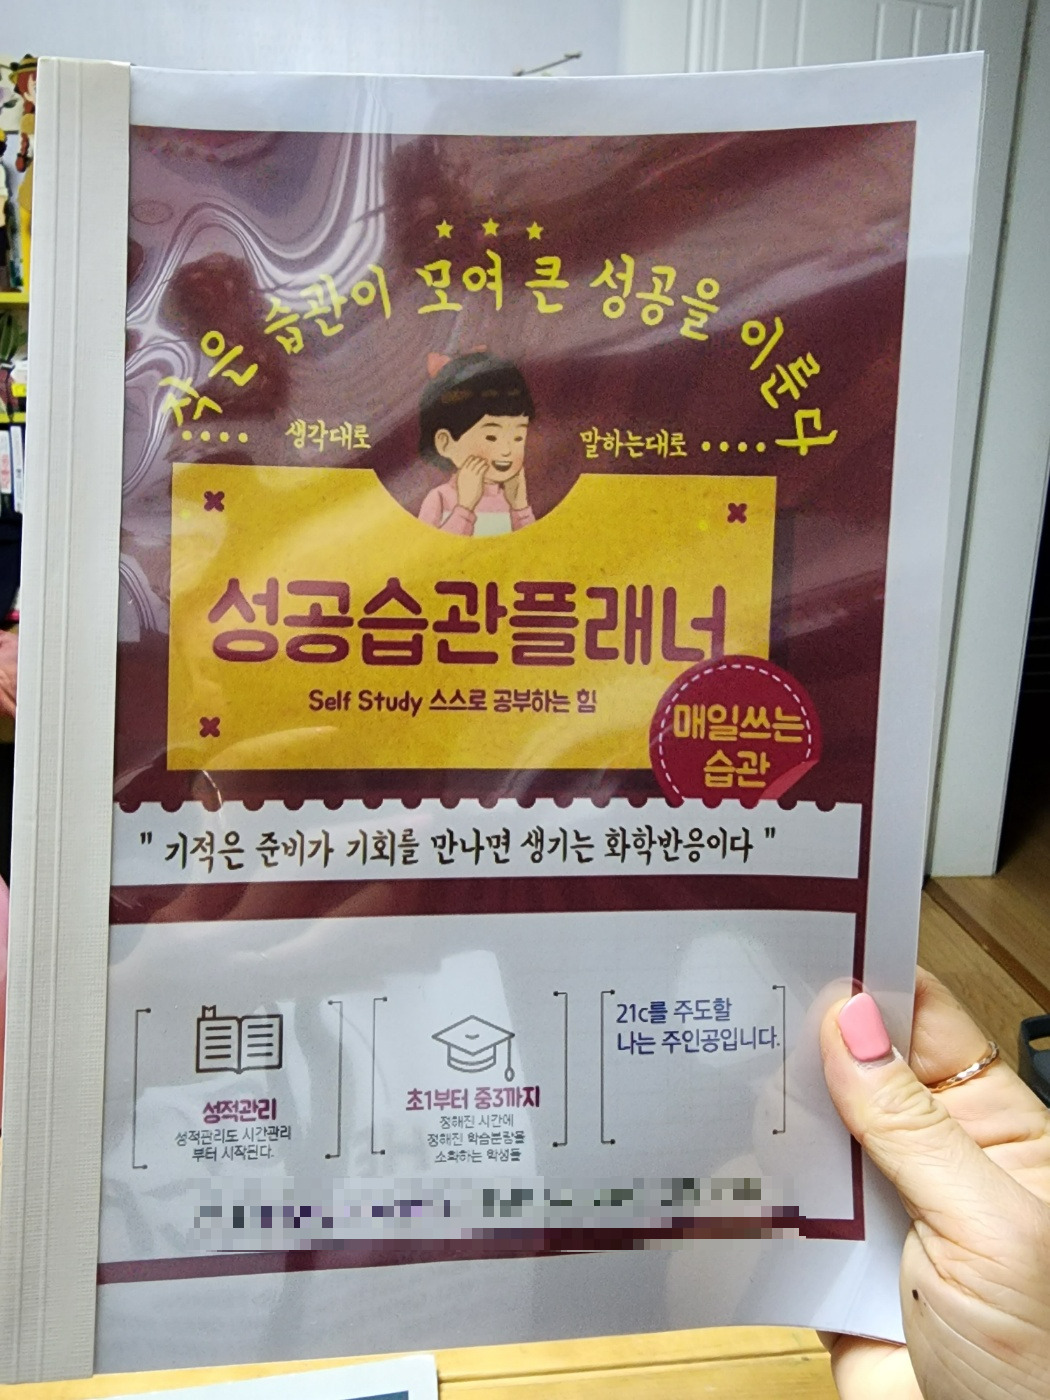 작은 습관이 모여 큰 성공을 이룬다
생각대로 말하는대로
성공습관플래너
Self Study 스스로 공부하는 힘
매일쓰는
습관
" 기적은 준비가 기회를 만나면 생기는 화학반응이다 "
성적관리
성적관리도 시간관리
부터 시작된다.
초1부터 중3까지
정해진 시간에
정해진 학습분량을
소화하는 학생들
21c를 주도할
나는 주인공입니다.